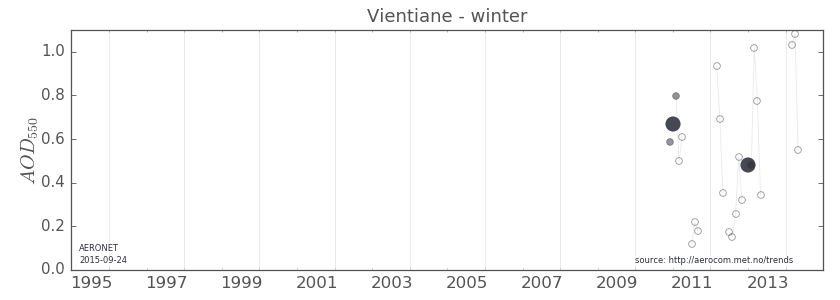 Vientiane - winter
AOD550
1.0
0.8
0.6
0.4
0.2
0.0
AERONET
2015-09-24
source: http://aerocom.met.no/trends
1995 1997 1999 2001 2003 2005 2007 2009 2011 2013